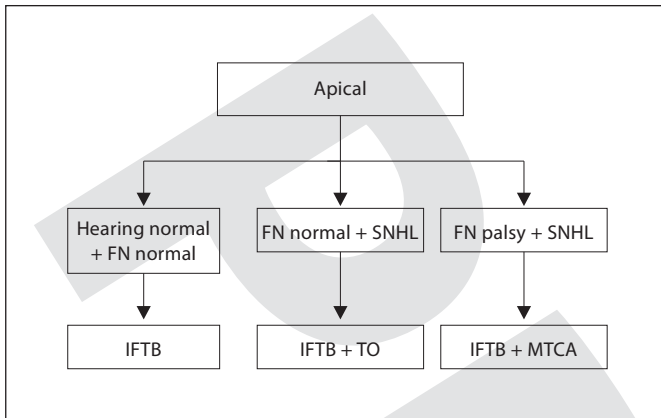 Apical
Hearing normal
+ FN normal
FN normal + SNHL
FN palsy + SNHL
IFTB
IFTB + TO
IFTB + MTCA